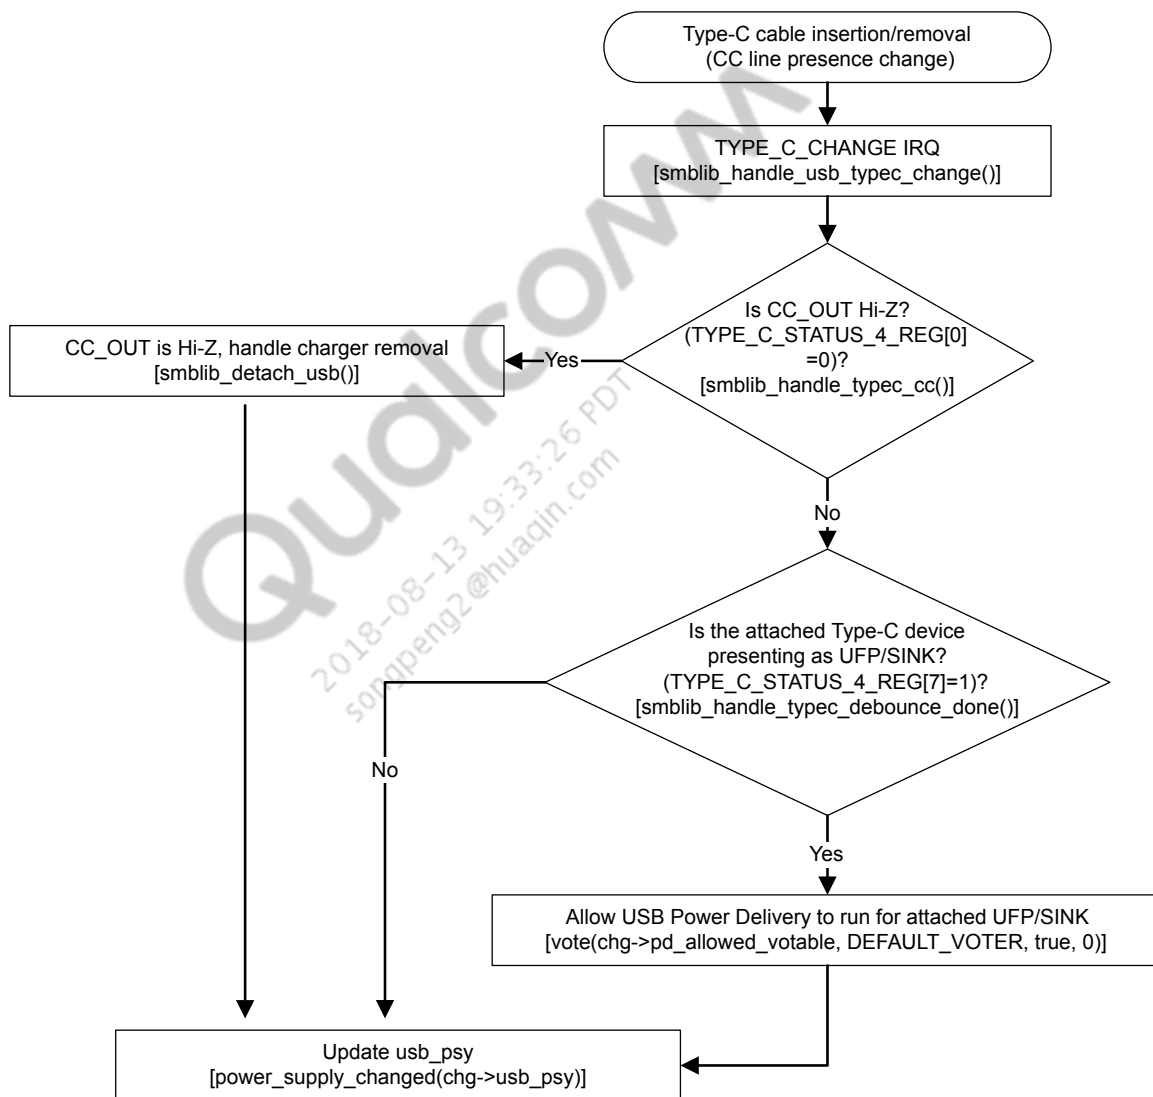 Type-C cable insertion/removal
(CC line presence change)
TYPE_C_CHANGE IRQ
[smblib_handle_usb_typec_change()]
Is CC_OUT Hi-Z?
(TYPE_C_STATUS_4_REG[0]
=0)?
[smblib_handle_typec_cc()]
Yes
CC_OUT is Hi-Z, handle charger removal
[smblib_detach_usb()]
No
Is the attached Type-C device
presenting as UFP/SINK?
(TYPE_C_STATUS_4_REG[7]=1)?
[smblib_handle_typec_debounce_done()]
No
Yes
Allow USB Power Delivery to run for attached UFP/SINK
[vote(chg->pd_allowed_votable, DEFAULT_VOTER, true, 0)]
Update usb_psy
[power_supply_changed(chg->usb_psy)]
Qualcomm
2018-08-13 19:33:26 PDT
songpeng2@huaqin.com